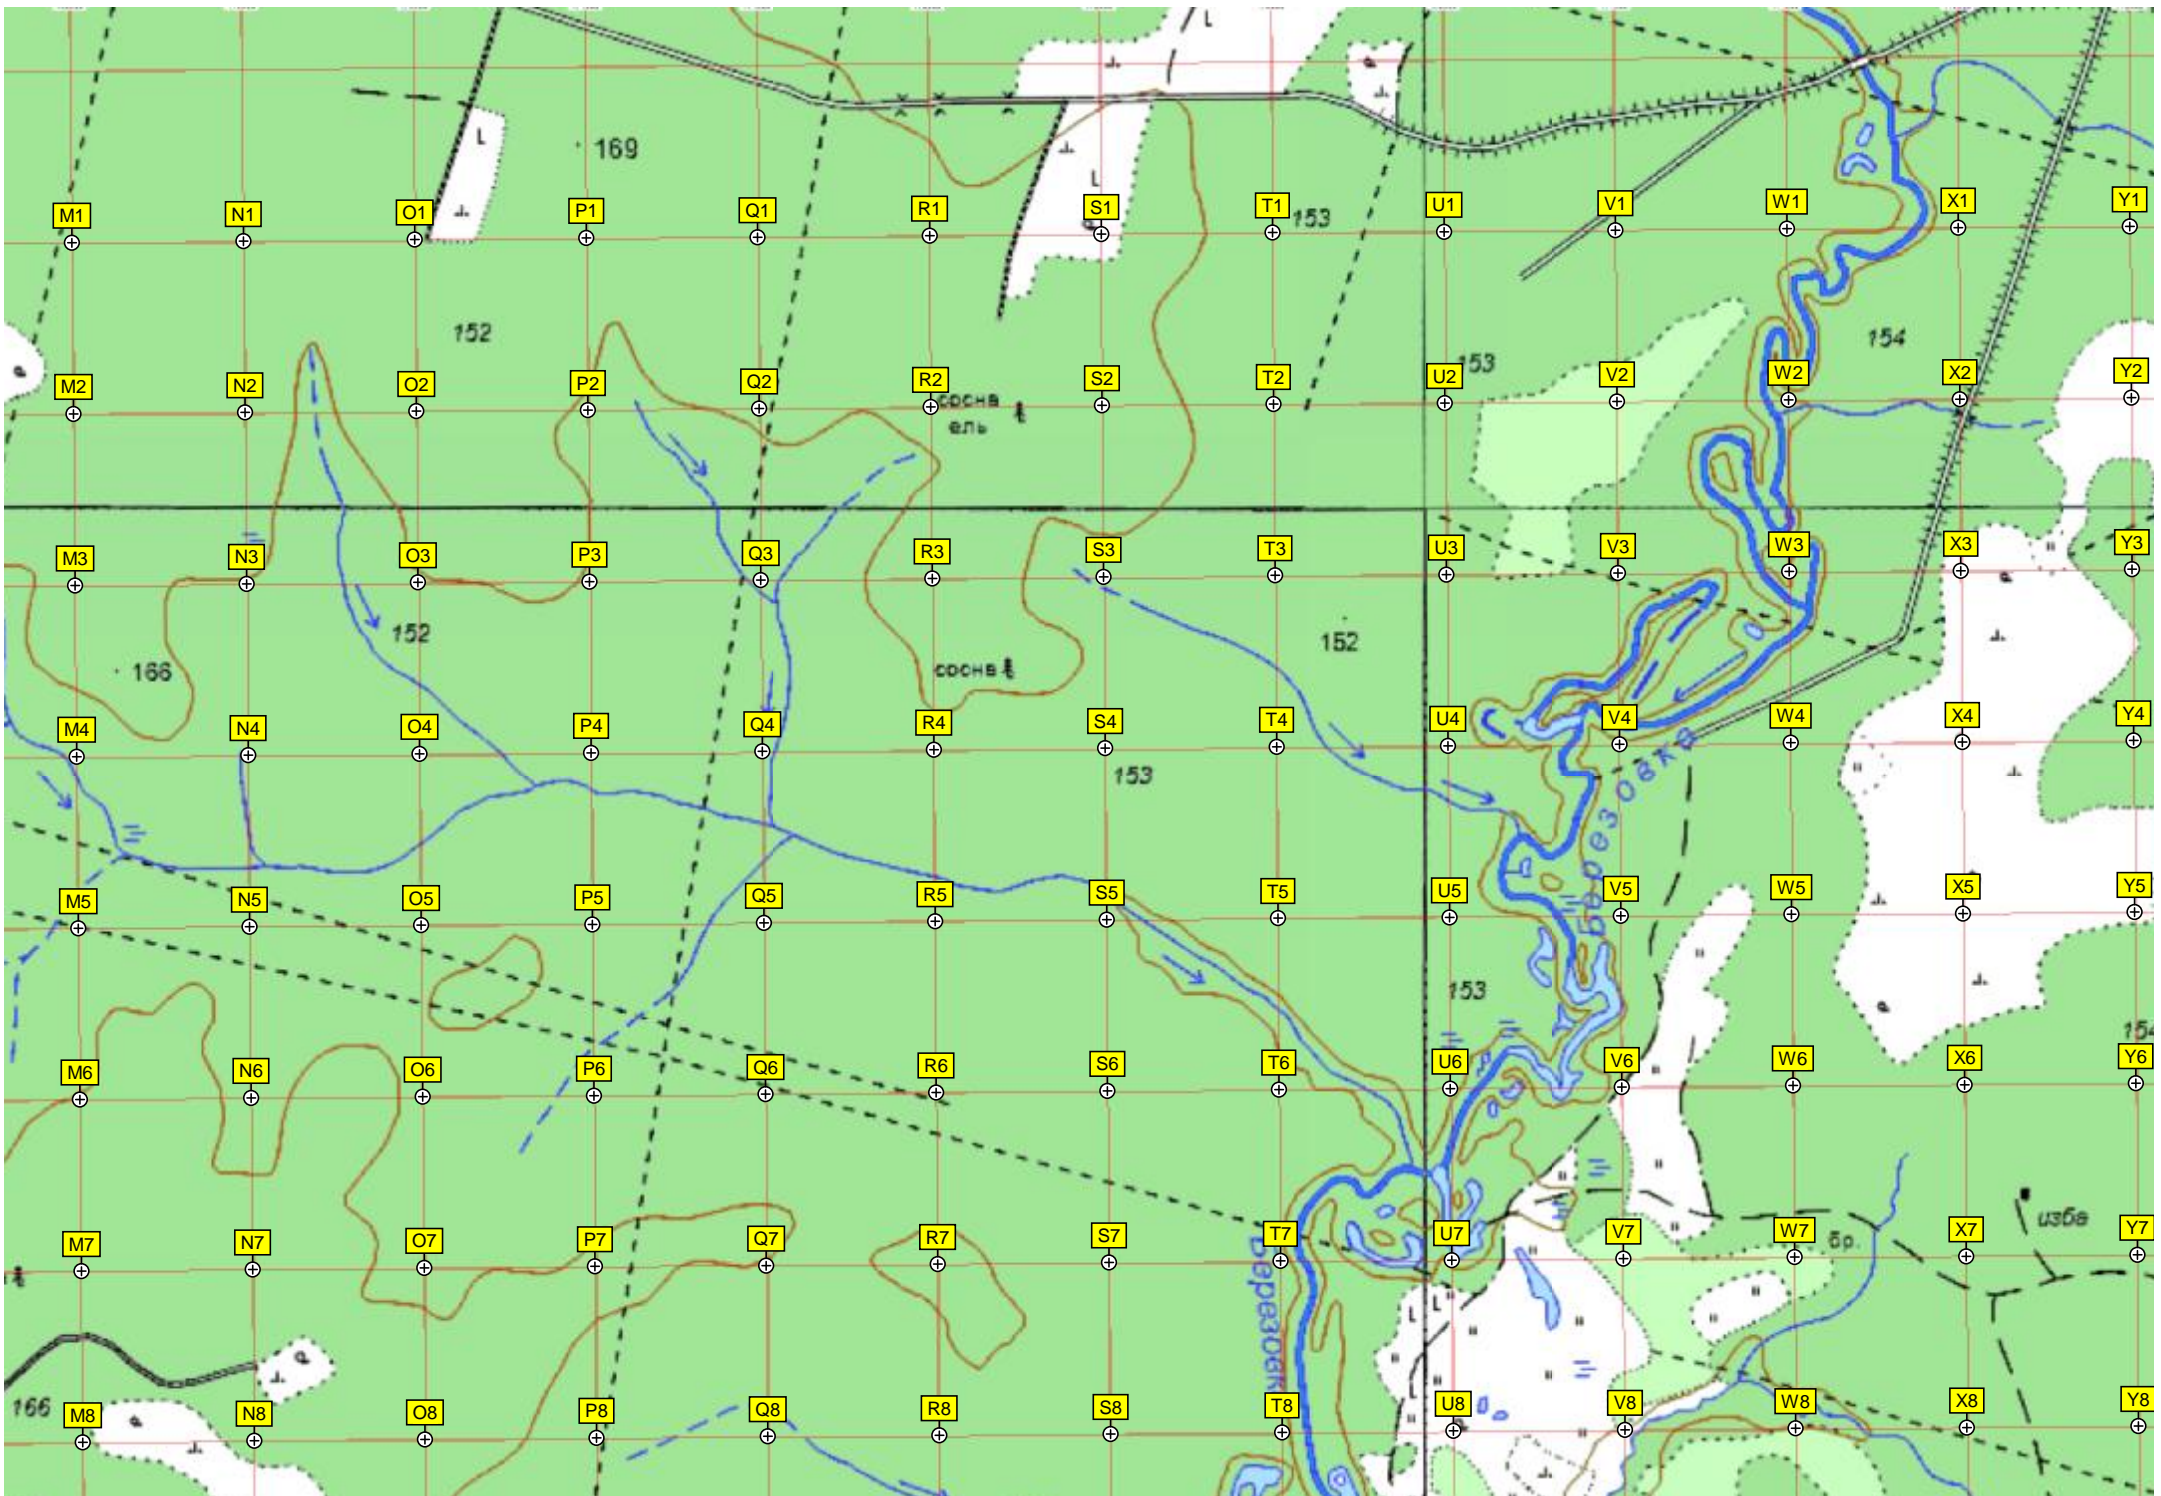 L
L
169
L
M1 N1 O1 P1 Q1 R1 S1 T1 153 U1 V1 W1 X1 Y1
152
153
154
M2 N2 O2 P2 Q2 R2 S2 T2 U2 V2 W2 X2 Y2
сосна
ель
M3 N3 O3 P3 Q3 R3 S3 T3 U3 V3 W3 X3 Y3
152
152
166
сосна
M4 N4 O4 P4 Q4 R4 S4 T4 U4 V4 W4 X4 Y4
153
Березовка
M5 N5 O5 P5 Q5 R5 S5 T5 U5 V5 W5 X5 Y5
153
154
M6 N6 O6 P6 Q6 R6 S6 T6 U6 V6 W6 X6 Y6
изба
M7 N7 O7 P7 Q7 R7 S7 T7 U7 V7 W7 бр. X7 Y7
Березовк
L L
L
166
M8 N8 O8 P8 Q8 R8 S8 T8 U8 V8 W8 X8 Y8